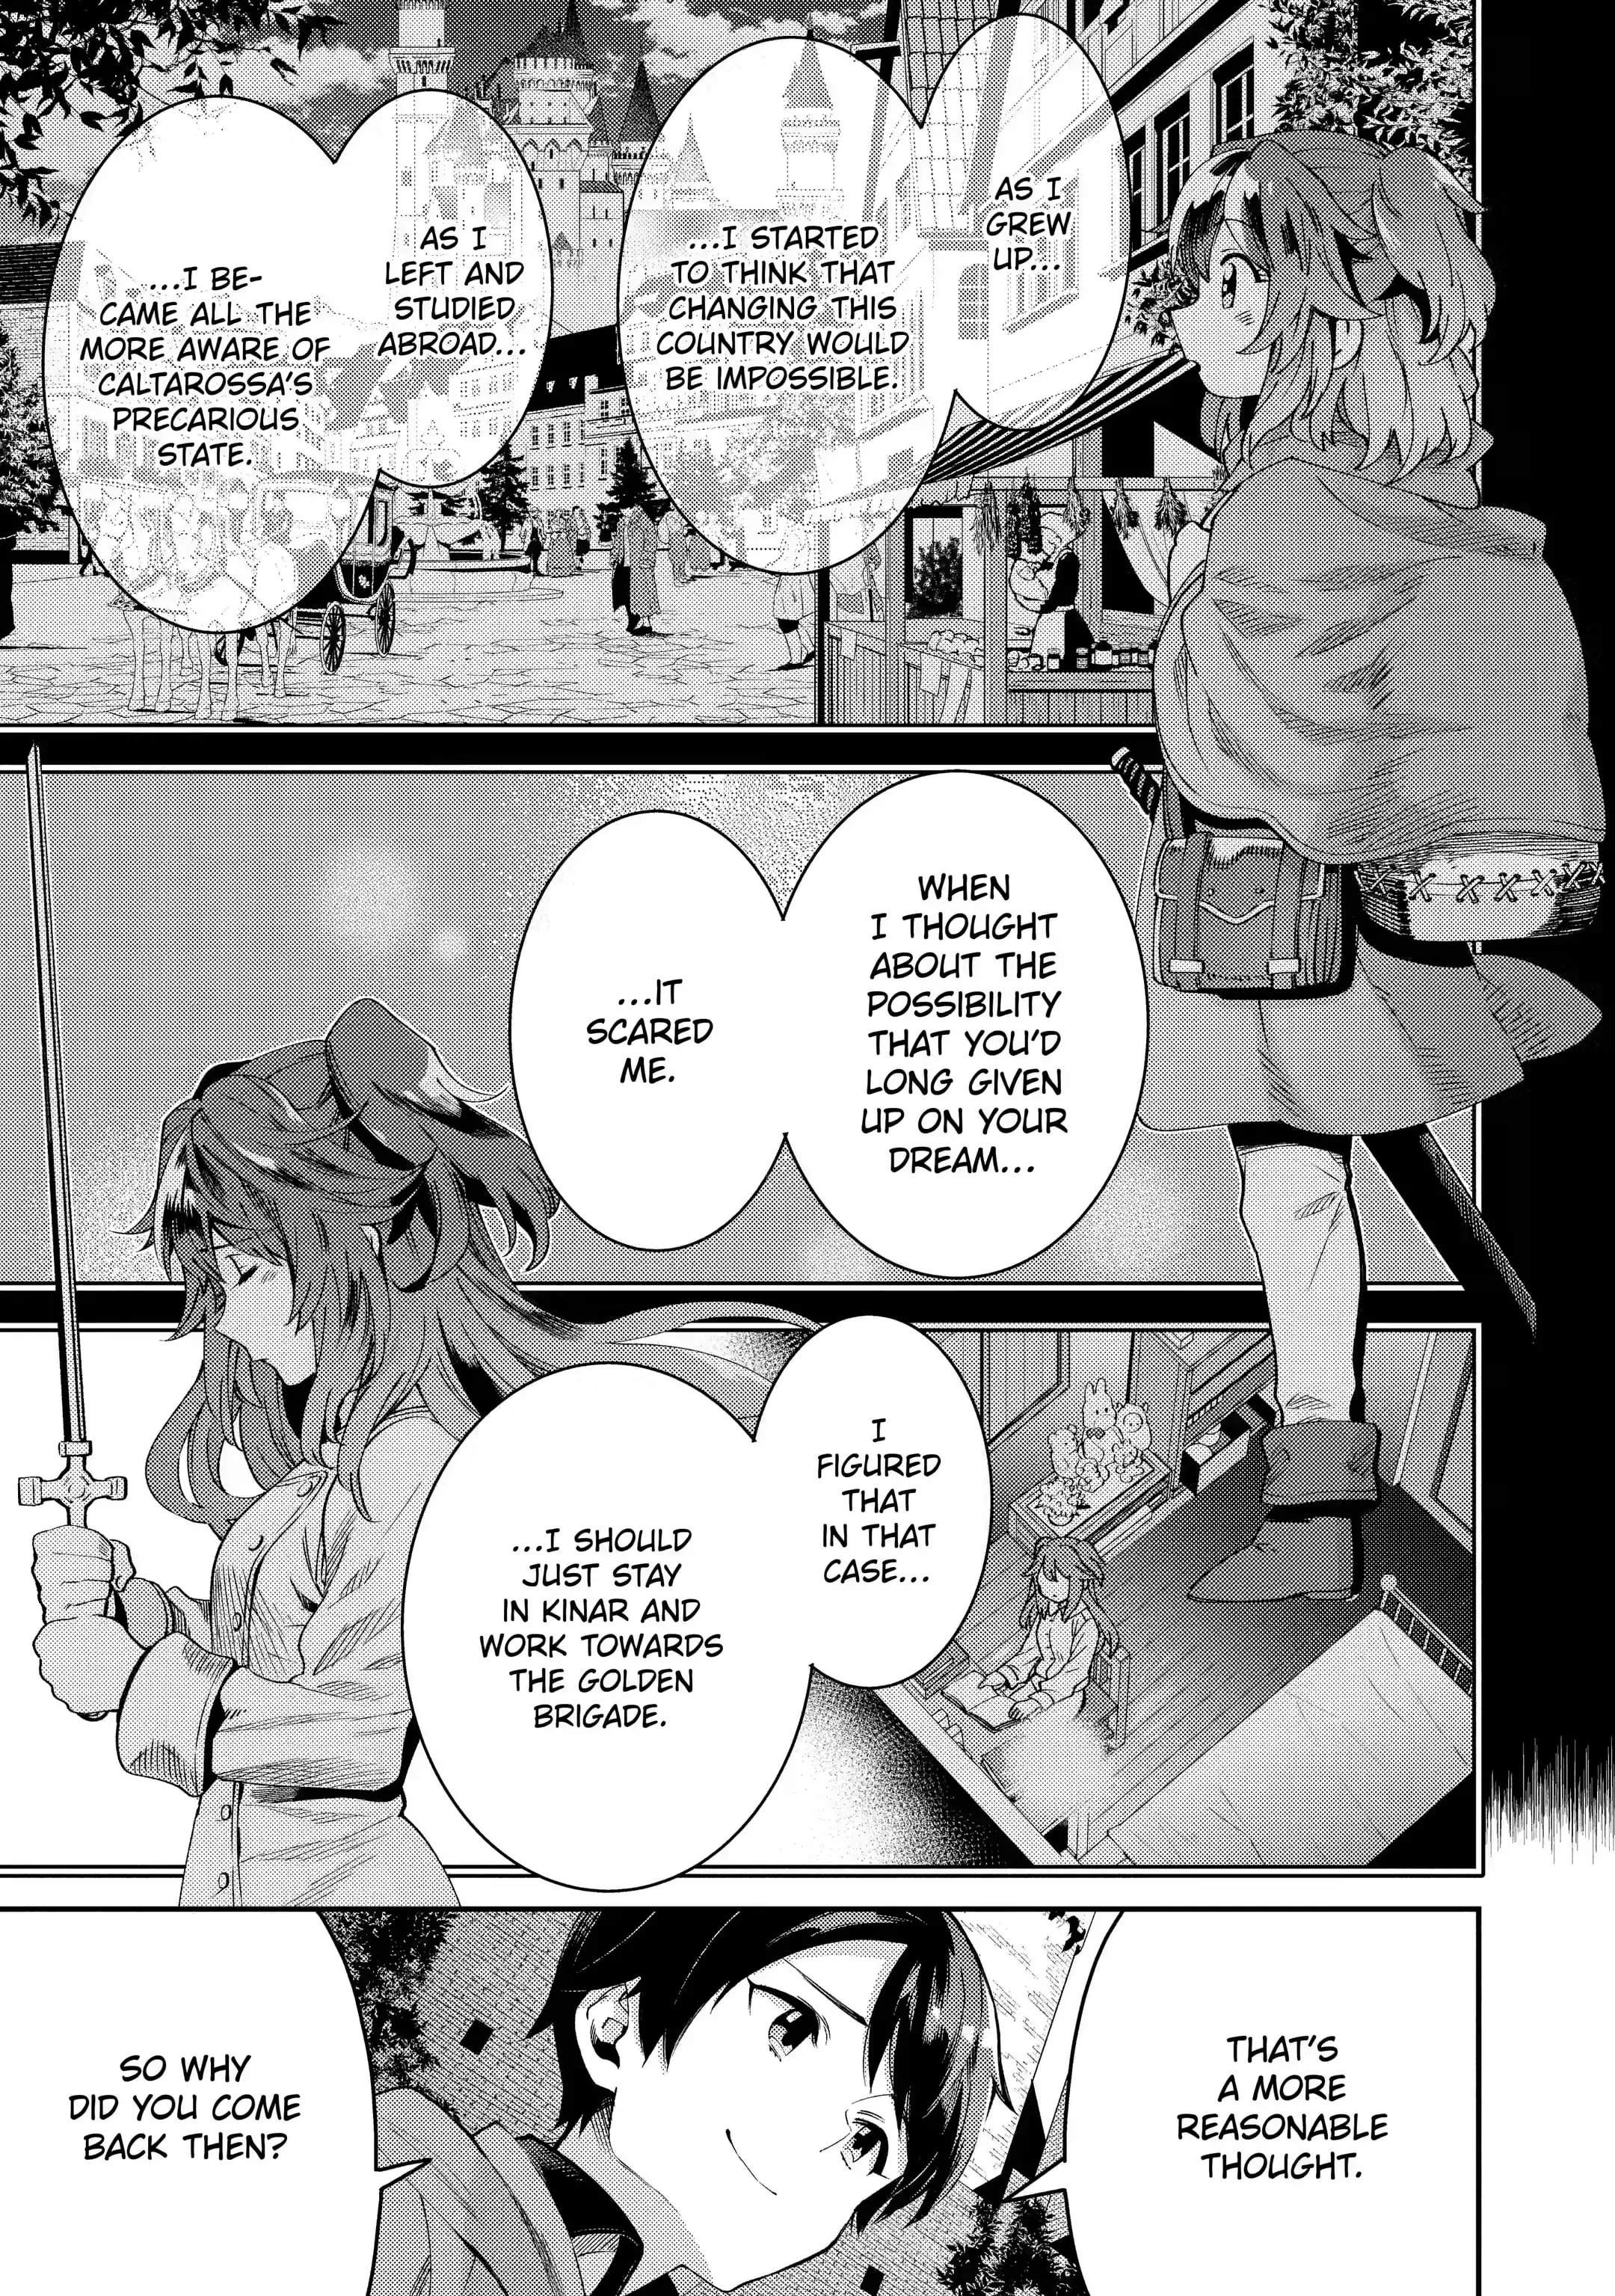 AS I
GREW
UP...
...I STARTED
TO THINK THAT
CHANGING THIS
COUNTRY WOULD
BE IMPOSSIBLE.
AS I
LEFT AND
STUDIED
ABROAD...
...I BE-
CAME ALL THE
MORE AWARE OF
CALTAROSSA'S
PRECARIOUS
STATE.
WHEN
I THOUGHT
ABOUT THE
POSSIBILITY
THAT YOU'D
LONG GIVEN
UP ON YOUR
DREAM...
...IT
SCARED
ME.
I
FIGURED
THAT
IN THAT
CASE...
...I SHOULD
JUST STAY
IN KINAR AND
WORK TOWARDS
THE GOLDEN
BRIGADE.
THAT'S
A MORE
REASONABLE
THOUGHT.
SO WHY
DID YOU COME
BACK THEN?